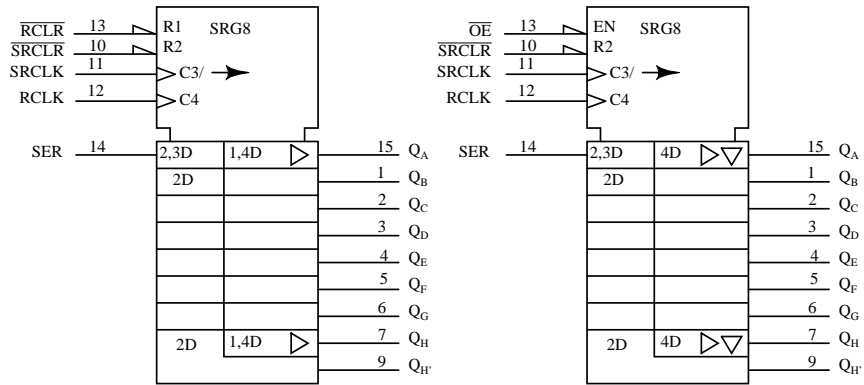 RCLR 13 R1 SRG8
SRCLR 10 R2
SRCLK 11 C3/
RCLK 12 C4
SER 14 2,3D 1,4D 15 QA
2D 1 QB
2 QC
3 QD
4 QE
5 QF
6 QG
2D 1,4D 7 QH
9 QH'
OE 13 EN SRG8
SRCLR 10 R2
SRCLK 11 C3/
RCLK 12 C4
SER 14 2,3D 4D 15 QA
2D 1 QB
2 QC
3 QD
4 QE
5 QF
6 QG
2D 4D 7 QH
9 QH'